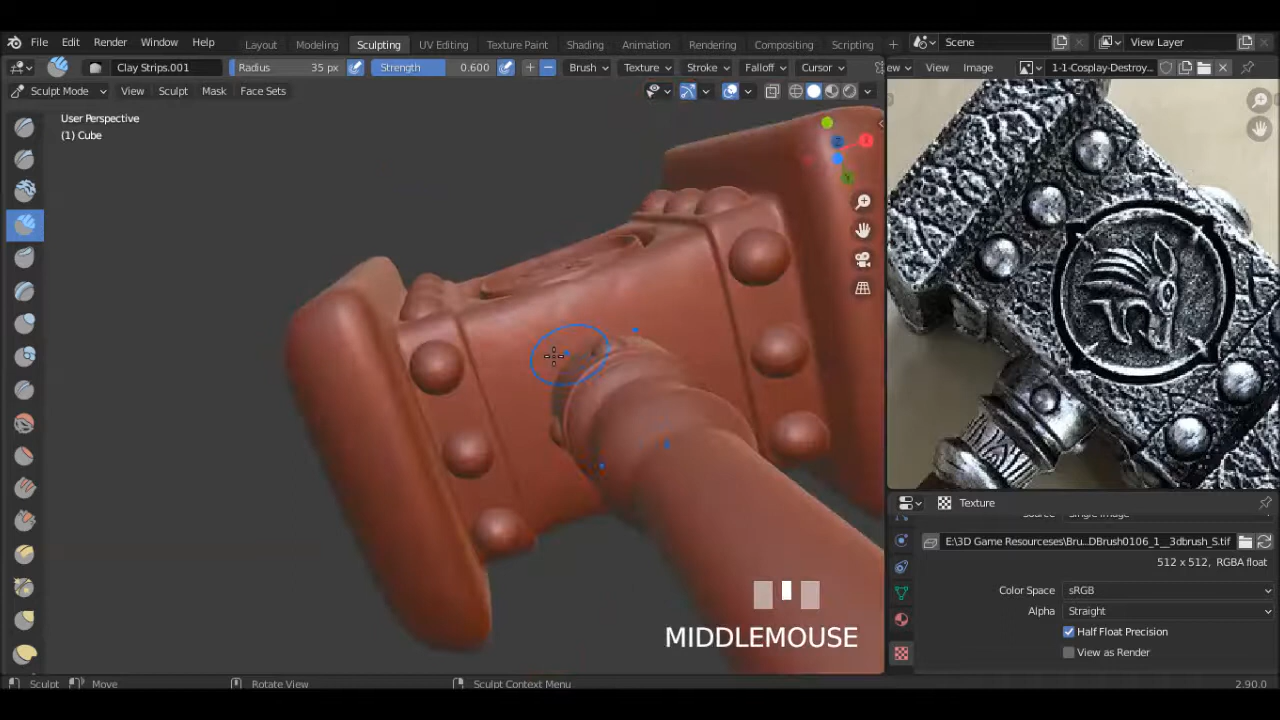 File Edit Render Window Help Layout Modeling Sculpting UV Editing Texture Paint Shading Animation Rendering Compositing Scripting Scene View Layer
Clay Strips.001 Radius 35 px Strength 0.600 Brush Texture Stroke Falloff Cursor ew View Image 1-1-Cosplay-Destroy...
Sculpt Mode View Sculpt Mask Face Sets
User Perspective
(1) Cube
Texture
E:\3D Game Resourceses\Bru...DBrush0106_1__3dbrush_S.tif
512 x 512, RGBA float
Color Space sRGB
Alpha Straight
Half Float Precision
View as Render
MIDDLEMOUSE
Sculpt Move Rotate View Sculpt Context Menu 2.90.0